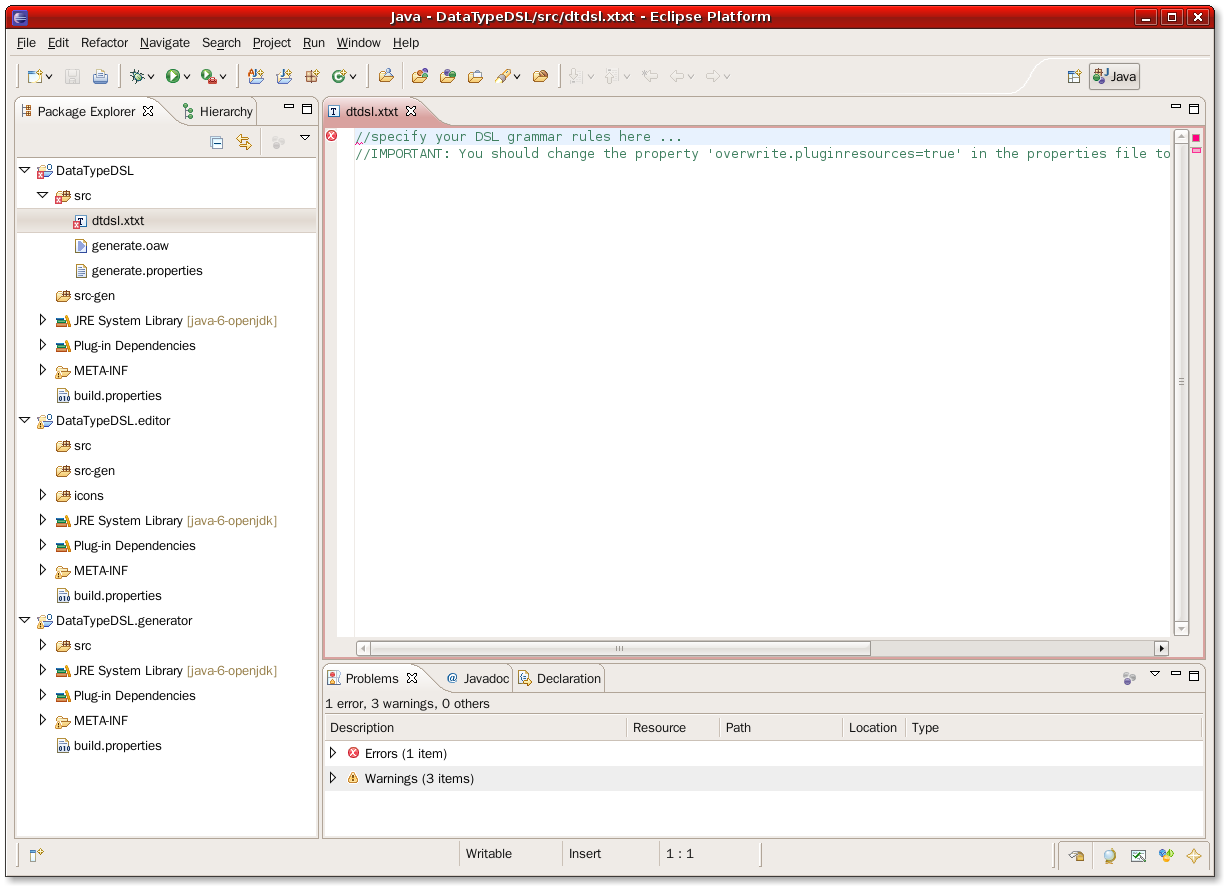 Java - DataTypeDSL/src/dtdsl.xtxt - Eclipse Platform
File Edit Refactor Navigate Search Project Run Window Help
Java
Package Explorer Hierarchy
dtdsl.xtxt
//specify your DSL grammar rules here ...
//IMPORTANT: You should change the property 'overwrite.pluginresources=true' in the properties file to
DataTypeDSL
src
dtdsl.xtxt
generate.oaw
generate.properties
src-gen
JRE System Library [java-6-openjdk]
Plug-in Dependencies
META-INF
build.properties
DataTypeDSL.editor
src
src-gen
icons
JRE System Library [java-6-openjdk]
Plug-in Dependencies
META-INF
build.properties
DataTypeDSL.generator
src
JRE System Library [java-6-openjdk]
Plug-in Dependencies
META-INF
build.properties
Problems @ Javadoc Declaration
1 error, 3 warnings, 0 others
Description Resource Path Location Type
Errors (1 item)
Warnings (3 items)
Writable Insert 1 : 1